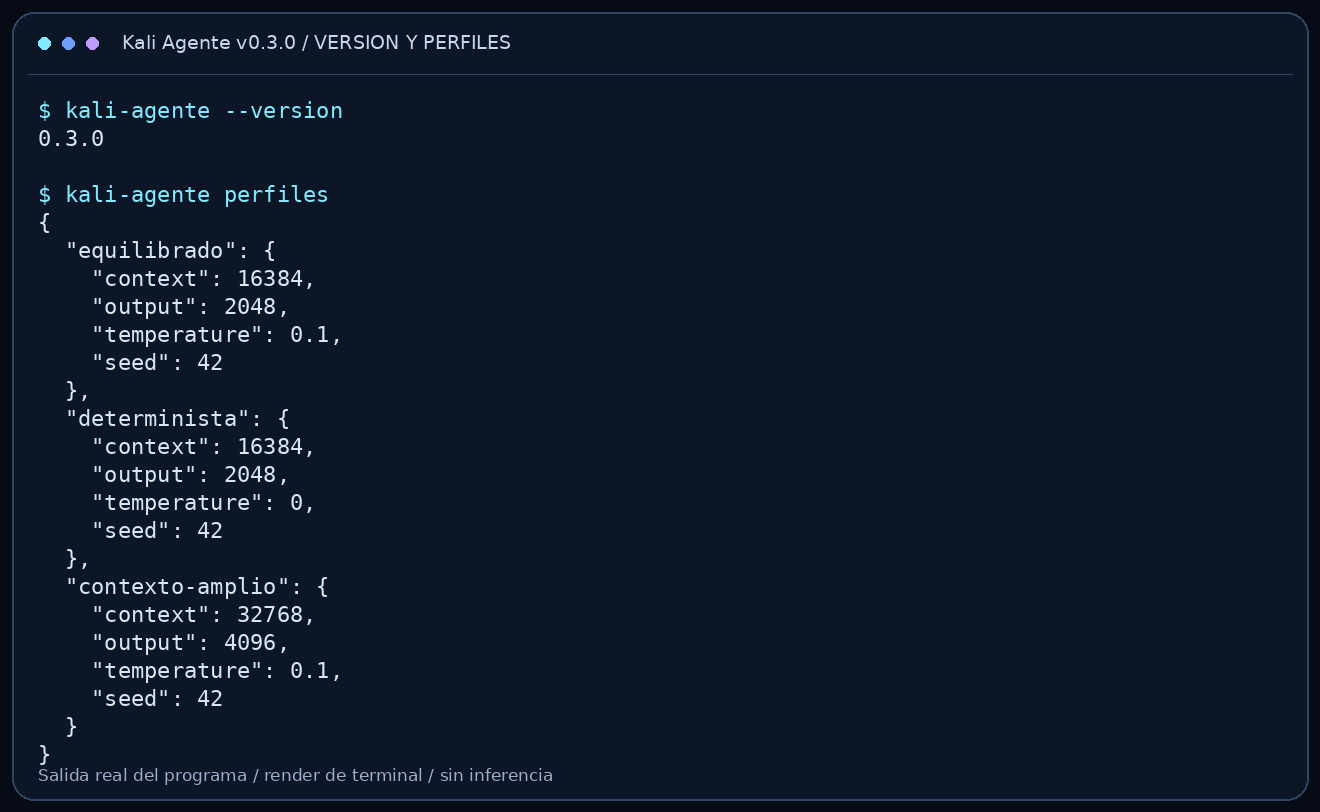 Kali Agente v0.3.0 / VERSION Y PERFILES
$ kali-agente --version
0.3.0
$ kali-agente perfiles
{
  "equilibrado": {
    "context": 16384,
    "output": 2048,
    "temperature": 0.1,
    "seed": 42
  },
  "determinista": {
    "context": 16384,
    "output": 2048,
    "temperature": 0,
    "seed": 42
  },
  "contexto-amplio": {
    "context": 32768,
    "output": 4096,
    "temperature": 0.1,
    "seed": 42
  }
}
Salida real del programa / render de terminal / sin inferencia